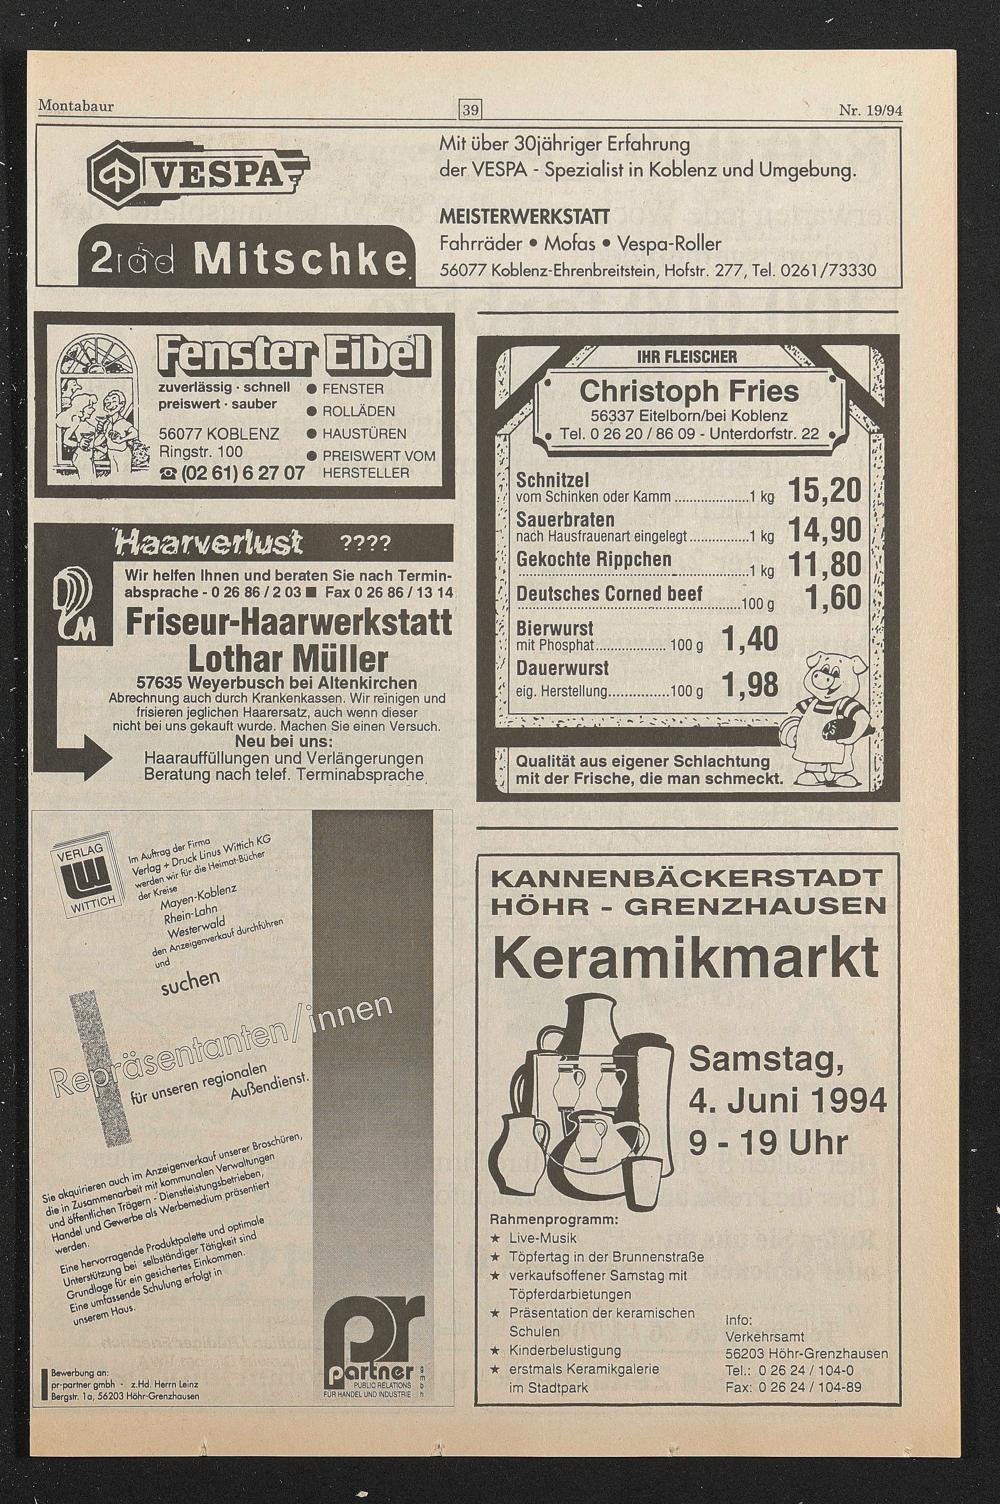 Montabaur
39
Nr. 19/94
VESPA
2rad Mitschke
Mit über 30jähriger Erfahrung
der VESPA - Spezialist in Koblenz und Umgebung.
MEISTERWERKSTATT
Fahrräder • Mofas • Vespa-Roller
56077 Koblenz-Ehrenbreitstein, Hofstr. 277, Tel. 0261/73330
Fenster Eibel
zuverlässig · schnell
preiswert · sauber
56077 KOBLENZ
Ringstr. 100
☎ (02 61) 6 27 07
● FENSTER
● ROLLÄDEN
● HAUSTÜREN
● PREISWERT VOM
HERSTELLER
Haarverlust ????
Wir helfen Ihnen und beraten Sie nach Termin-
absprache - 0 26 86 / 2 03 ■ Fax 0 26 86 / 13 14
Friseur-Haarwerkstatt
Lothar Müller
57635 Weyerbusch bei Altenkirchen
Abrechnung auch durch Krankenkassen. Wir reinigen und
frisieren jeglichen Haarersatz, auch wenn dieser
nicht bei uns gekauft wurde. Machen Sie einen Versuch.
Neu bei uns:
Haarauffüllungen und Verlängerungen
Beratung nach telef. Terminabsprache
IHR FLEISCHER
Christoph Fries
56337 Eitelborn/bei Koblenz
Tel. 0 26 20 / 86 09 - Unterdorfstr. 22
Schnitzel
vom Schinken oder Kamm ...................1 kg 15,20
Sauerbraten
nach Hausfrauenart eingelegt ...............1 kg 14,90
Gekochte Rippchen
...............1 kg 11,80
Deutsches Corned beef
...............100 g 1,60
Bierwurst
mit Phosphat.................. 100 g 1,40
Dauerwurst
eig. Herstellung...............100 g 1,98
Qualität aus eigener Schlachtung
mit der Frische, die man schmeckt.
VERLAG
LW
WITTICH
Im Auftrag der Firma
Verlag + Druck Linus Wittich KG
werden wir für die Heimat-Bücher
der Kreise
Mayen-Koblenz
Rhein-Lahn
Westerwald
den Anzeigenverkauf durchführen
und
suchen
Repräsentanten/innen
für unseren regionalen
Außendienst.
Sie akquirieren auch im Anzeigenverkauf unserer Broschüren,
die in Zusammenarbeit mit kommunalen Verwaltungen
und öffentlichen Trägern - Dienstleistungsbetrieben,
Handel und Gewerbe als Werbemedium präsentiert
werden.
Eine hervorragende Produktpalette und optimale
Unterstützung bei selbständiger Tätigkeit sind
Grundlage für ein gesichertes Einkommen.
Eine umfassende Schulung erfolgt in
unserem Haus.
Bewerbung an:
pr-partner gmbh - z.Hd. Herrn Leinz
Bergstr. 1a, 56203 Höhr-Grenzhausen
pr
partner gmbh
PUBLIC RELATIONS
FÜR HANDEL UND INDUSTRIE
KANNENBÄCKERSTADT
HÖHR - GRENZHAUSEN
Keramikmarkt
Samstag,
4. Juni 1994
9 - 19 Uhr
Rahmenprogramm:
★ Live-Musik
★ Töpfertag in der Brunnenstraße
★ verkaufsoffener Samstag mit
Töpferdarbietungen
★ Präsentation der keramischen
Schulen
★ Kinderbelustigung
★ erstmals Keramikgalerie
im Stadtpark
Info:
Verkehrsamt
56203 Höhr-Grenzhausen
Tel.: 0 26 24 / 104-0
Fax: 0 26 24 / 104-89